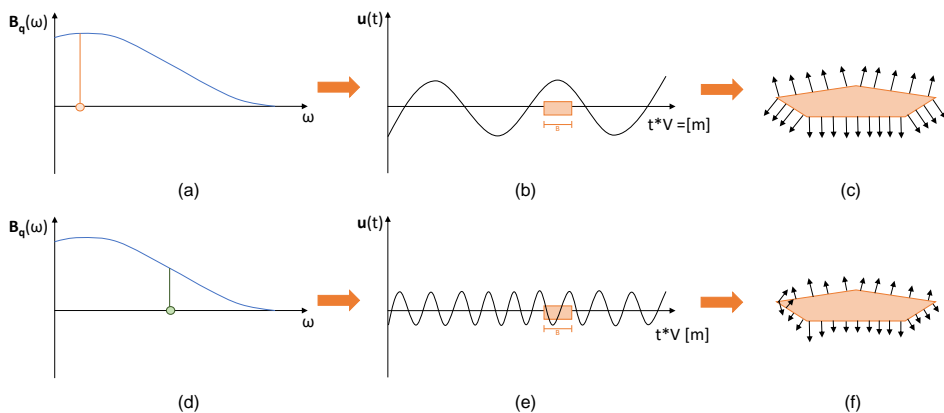 B_q(ω)
ω
(a)
u(t)
B
t*V =[m]
(b)
(c)
B_q(ω)
ω
(d)
u(t)
B
t*V [m]
(e)
(f)